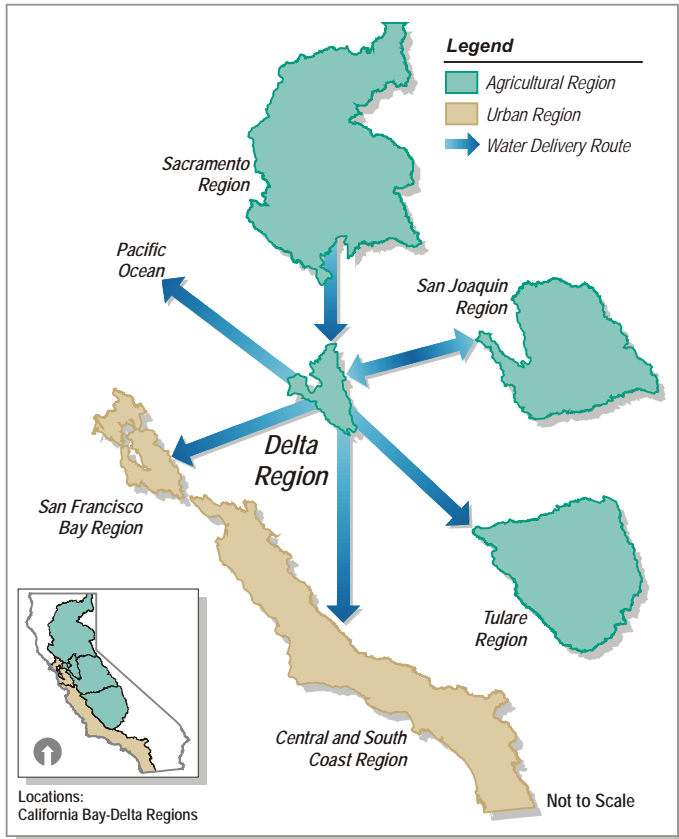 Legend
Agricultural Region
Urban Region
Water Delivery Route
Sacramento
Region
Pacific
Ocean
San Joaquin
Region
Delta
Region
San Francisco
Bay Region
Tulare
Region
Central and South
Coast Region
Not to Scale
Locations:
California Bay-Delta Regions